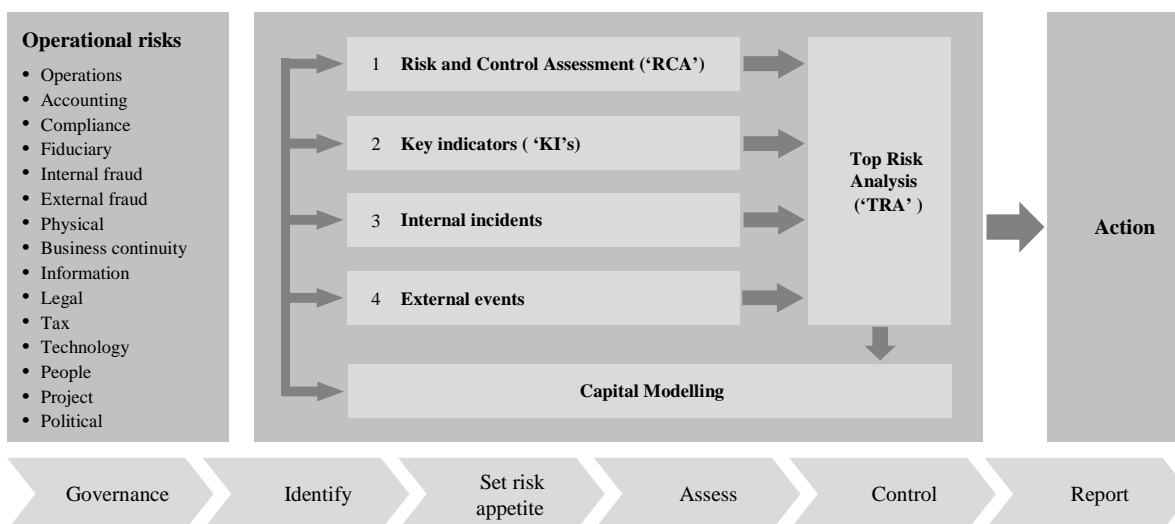 Operational risks
• Operations
• Accounting
• Compliance
• Fiduciary
• Internal fraud
• External fraud
• Physical
• Business continuity
• Information
• Legal
• Tax
• Technology
• People
• Project
• Political
1 Risk and Control Assessment (‘RCA’)
2 Key indicators ( ‘KI’s)
3 Internal incidents
4 External events
Top Risk
Analysis
(‘TRA’ )
Capital Modelling
Action
Governance
Identify
Set risk
appetite
Assess
Control
Report